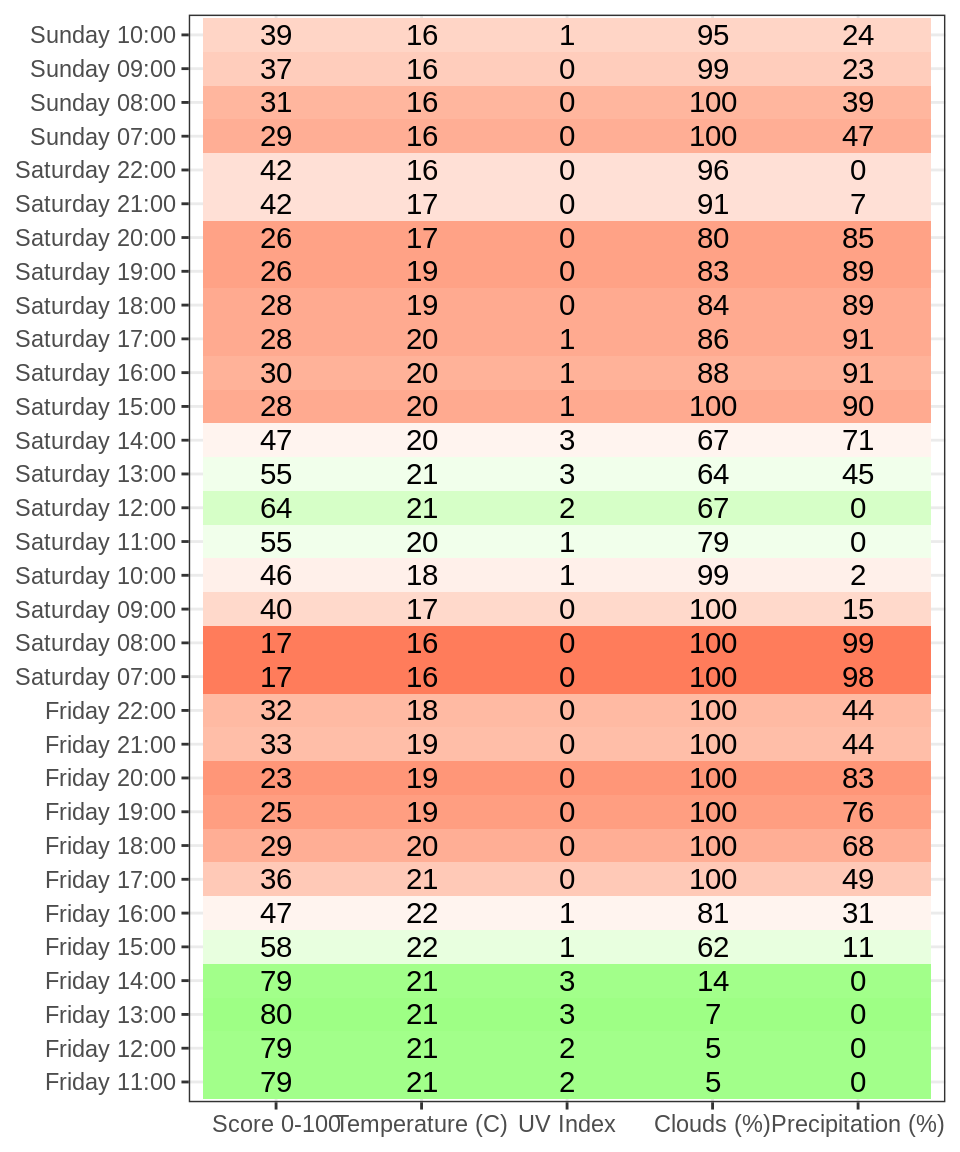 Sunday 10:00 39 16 1 95 24
Sunday 09:00 37 16 0 99 23
Sunday 08:00 31 16 0 100 39
Sunday 07:00 29 16 0 100 47
Saturday 22:00 42 16 0 96 0
Saturday 21:00 42 17 0 91 7
Saturday 20:00 26 17 0 80 85
Saturday 19:00 26 19 0 83 89
Saturday 18:00 28 19 0 84 89
Saturday 17:00 28 20 1 86 91
Saturday 16:00 30 20 1 88 91
Saturday 15:00 28 20 1 100 90
Saturday 14:00 47 20 3 67 71
Saturday 13:00 55 21 3 64 45
Saturday 12:00 64 21 2 67 0
Saturday 11:00 55 20 1 79 0
Saturday 10:00 46 18 1 99 2
Saturday 09:00 40 17 0 100 15
Saturday 08:00 17 16 0 100 99
Saturday 07:00 17 16 0 100 98
Friday 22:00 32 18 0 100 44
Friday 21:00 33 19 0 100 44
Friday 20:00 23 19 0 100 83
Friday 19:00 25 19 0 100 76
Friday 18:00 29 20 0 100 68
Friday 17:00 36 21 0 100 49
Friday 16:00 47 22 1 81 31
Friday 15:00 58 22 1 62 11
Friday 14:00 79 21 3 14 0
Friday 13:00 80 21 3 7 0
Friday 12:00 79 21 2 5 0
Friday 11:00 79 21 2 5 0
Score 0-100 Temperature (C) UV Index Clouds (%) Precipitation (%)